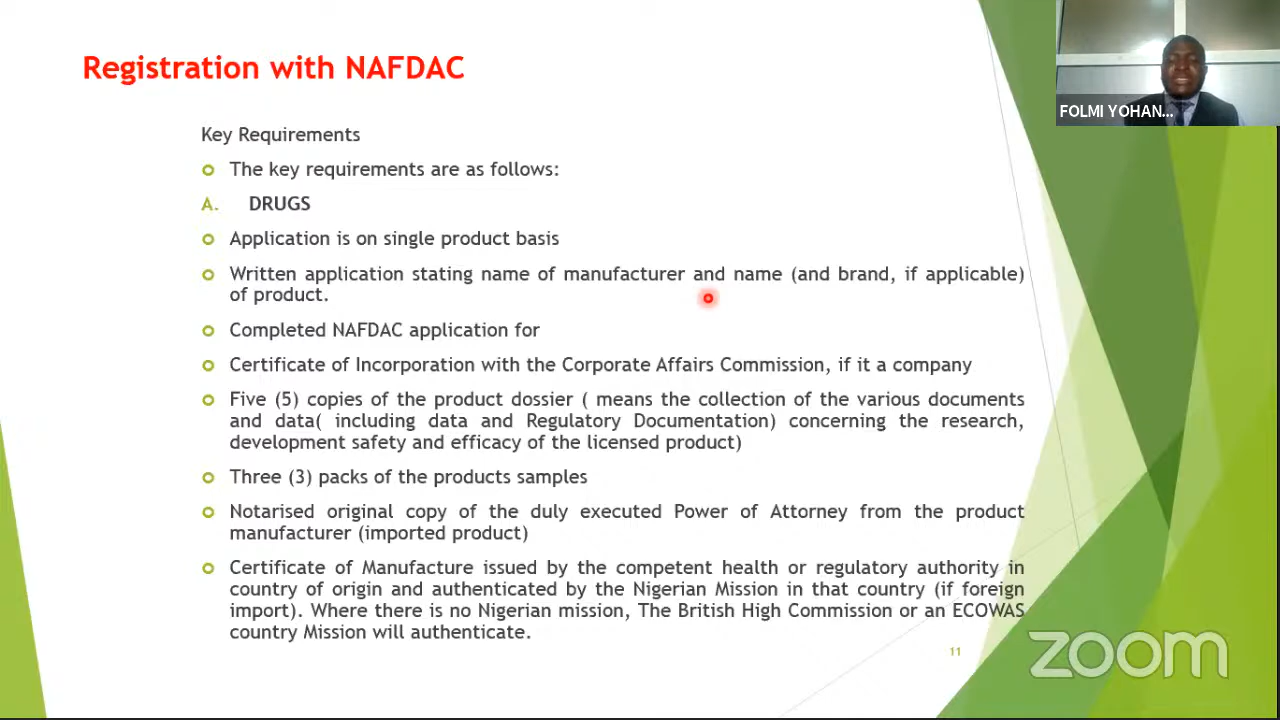 Registration with NAFDAC
FOLMI YOHAN...
Key Requirements
The key requirements are as follows:
A. DRUGS
Application is on single product basis
Written application stating name of manufacturer and name (and brand, if applicable)
of product.
Completed NAFDAC application for
Certificate of Incorporation with the Corporate Affairs Commission, if it a company
Five (5) copies of the product dossier ( means the collection of the various documents
and data( including data and Regulatory Documentation) concerning the research,
development safety and efficacy of the licensed product)
Three (3) packs of the products samples
Notarised original copy of the duly executed Power of Attorney from the product
manufacturer (imported product)
Certificate of Manufacture issued by the competent health or regulatory authority in
country of origin and authenticated by the Nigerian Mission in that country (if foreign
import). Where there is no Nigerian mission, The British High Commission or an ECOWAS
country Mission will authenticate.
11
zoom